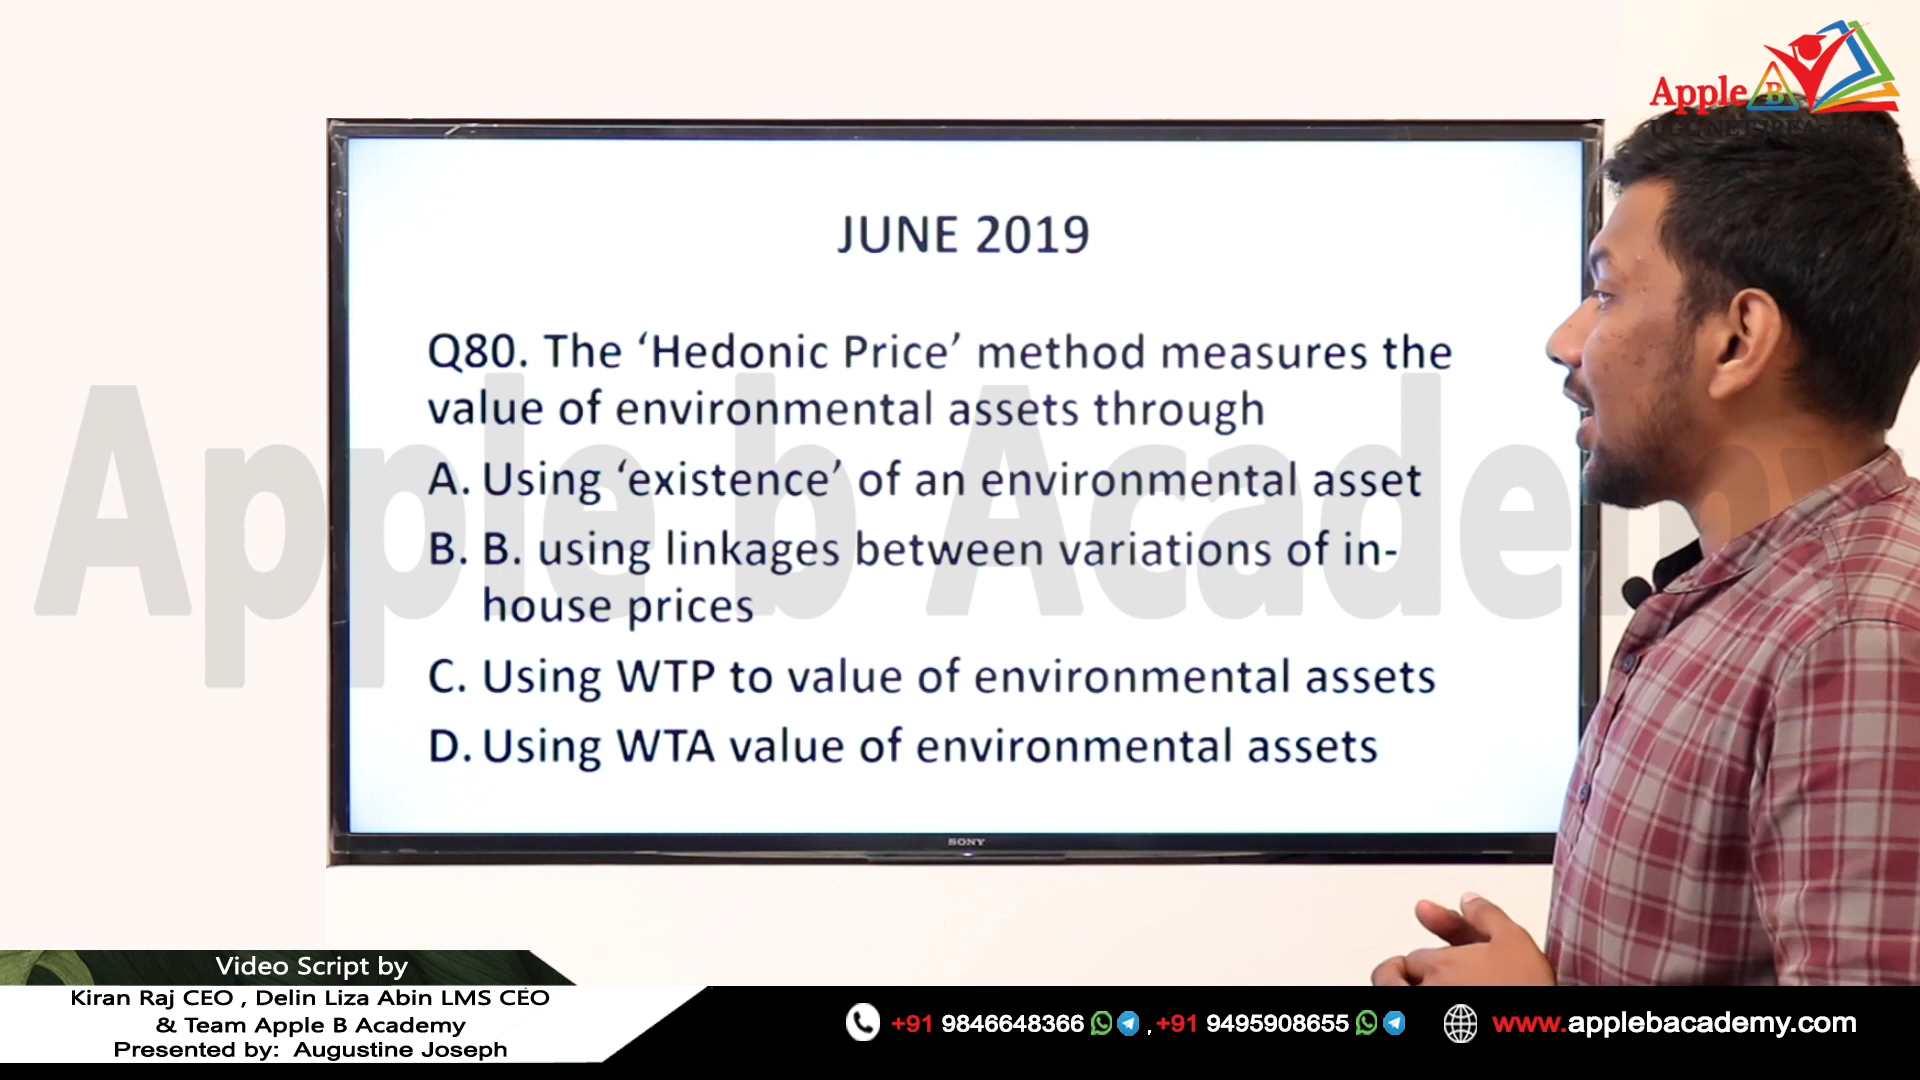 Apple B
JUNE 2019
Q80. The ‘Hedonic Price’ method measures the
value of environmental assets through
A. Using ‘existence’ of an environmental asset
B. B. using linkages between variations of in-
house prices
C. Using WTP to value of environmental assets
D. Using WTA value of environmental assets
Apple b Academy
SONY
Video Script by
Kiran Raj CEO , Delin Liza Abin LMS CEO
& Team Apple B Academy
Presented by: Augustine Joseph
+91 9846648366 , +91 9495908655 www.applebacademy.com